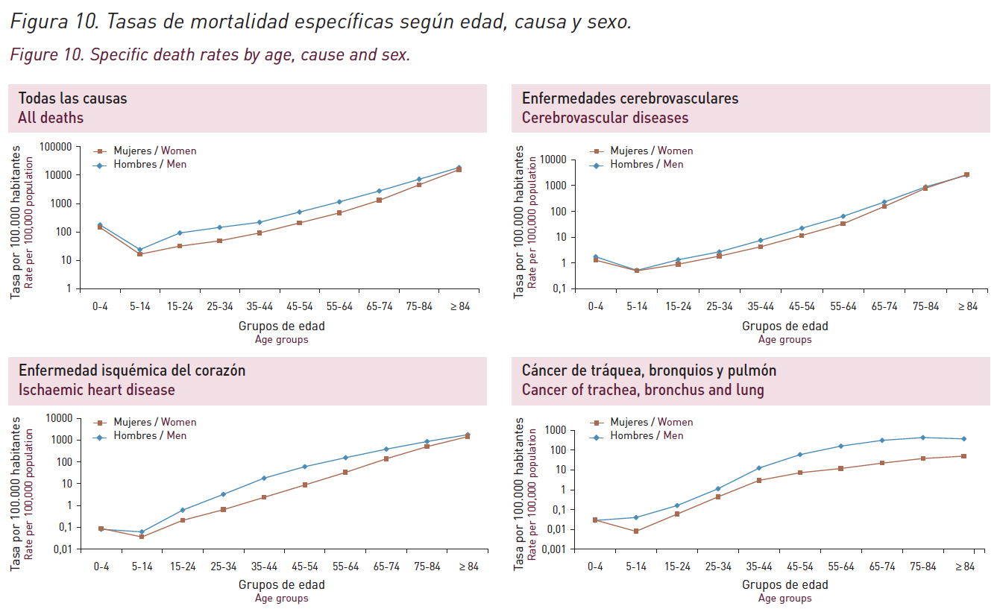 Figura 10. Tasas de mortalidad específicas según edad, causa y sexo.
Figure 10. Specific death rates by age, cause and sex.
Todas las causas
All deaths
Tasa por 100.000 habitantes
Rate per 100,000 population
100000
10000
1000
100
10
1
Mujeres / Women
Hombres / Men
0-4 5-14 15-24 25-34 35-44 45-54 55-64 65-74 75-84 ≥ 84
Grupos de edad
Age groups
Enfermedades cerebrovasculares
Cerebrovascular diseases
Tasa por 100.000 habitantes
Rate per 100,000 population
10000
1000
100
10
1
0,1
Mujeres / Women
Hombres / Men
0-4 5-14 15-24 25-34 35-44 45-54 55-64 65-74 75-84 ≥ 84
Grupos de edad
Age groups
Enfermedad isquémica del corazón
Ischaemic heart disease
Tasa por 100.000 habitantes
Rate per 100,000 population
10000
1000
100
10
1
0,1
0,01
Mujeres / Women
Hombres / Men
0-4 5-14 15-24 25-34 35-44 45-54 55-64 65-74 75-84 ≥ 84
Grupos de edad
Age groups
Cáncer de tráquea, bronquios y pulmón
Cancer of trachea, bronchus and lung
Tasa por 100.000 habitantes
Rate per 100,000 population
1000
100
10
1
0,1
0,01
0,001
Mujeres / Women
Hombres / Men
0-4 5-14 15-24 25-34 35-44 45-54 55-64 65-74 75-84 ≥ 84
Grupos de edad
Age groups